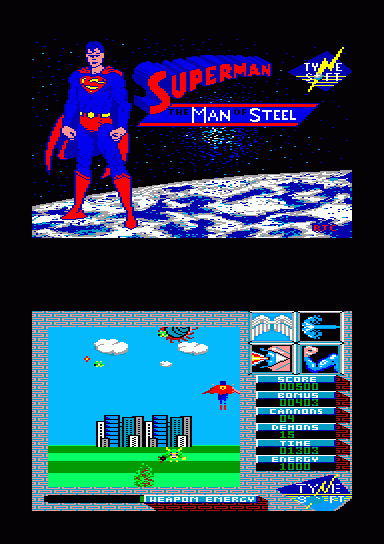 SUPERMAN
THE MAN OF STEEL
TYNE
SOFT
RJC
SCORE
00500
BONUS
00403
CANNONS
04
DEMONS
15
TIME
01303
ENERGY
1000
WEAPON ENERGY
TYNE
SOFT